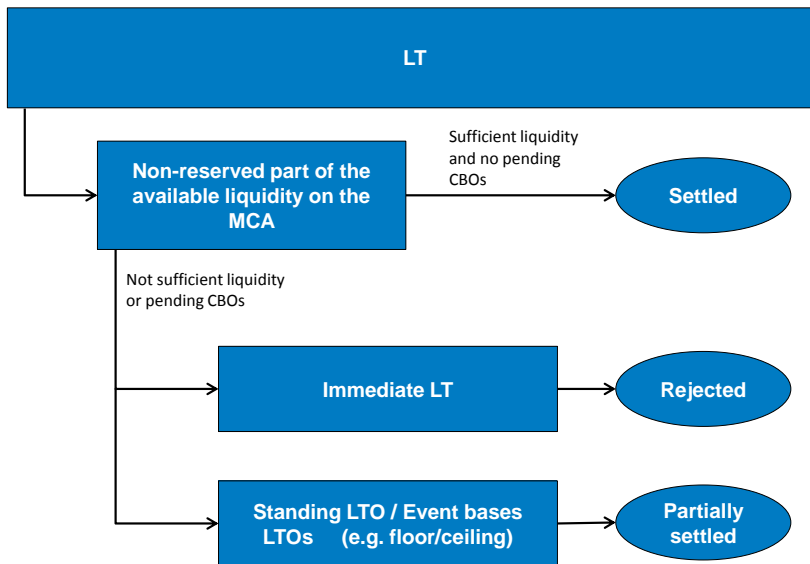 LT
Sufficient liquidity
and no pending
CBOs
Non-reserved part of the
available liquidity on the
MCA
Settled
Not sufficient liquidity
or pending CBOs
Immediate LT
Rejected
Standing LTO / Event bases
LTOs (e.g. floor/ceiling)
Partially
settled